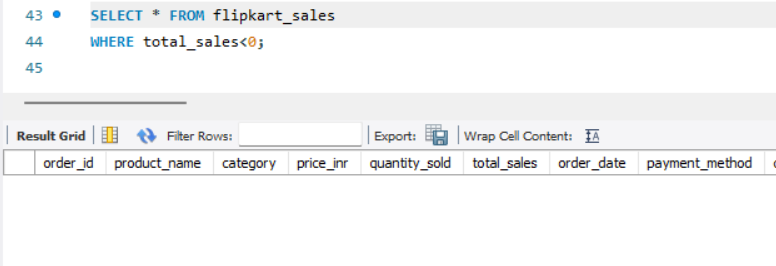 43 SELECT * FROM flipkart_sales
44 WHERE total_sales<0;
45
Result Grid Filter Rows: Export: Wrap Cell Content: IA
order_id product_name category price_inr quantity_sold total_sales order_date payment_method